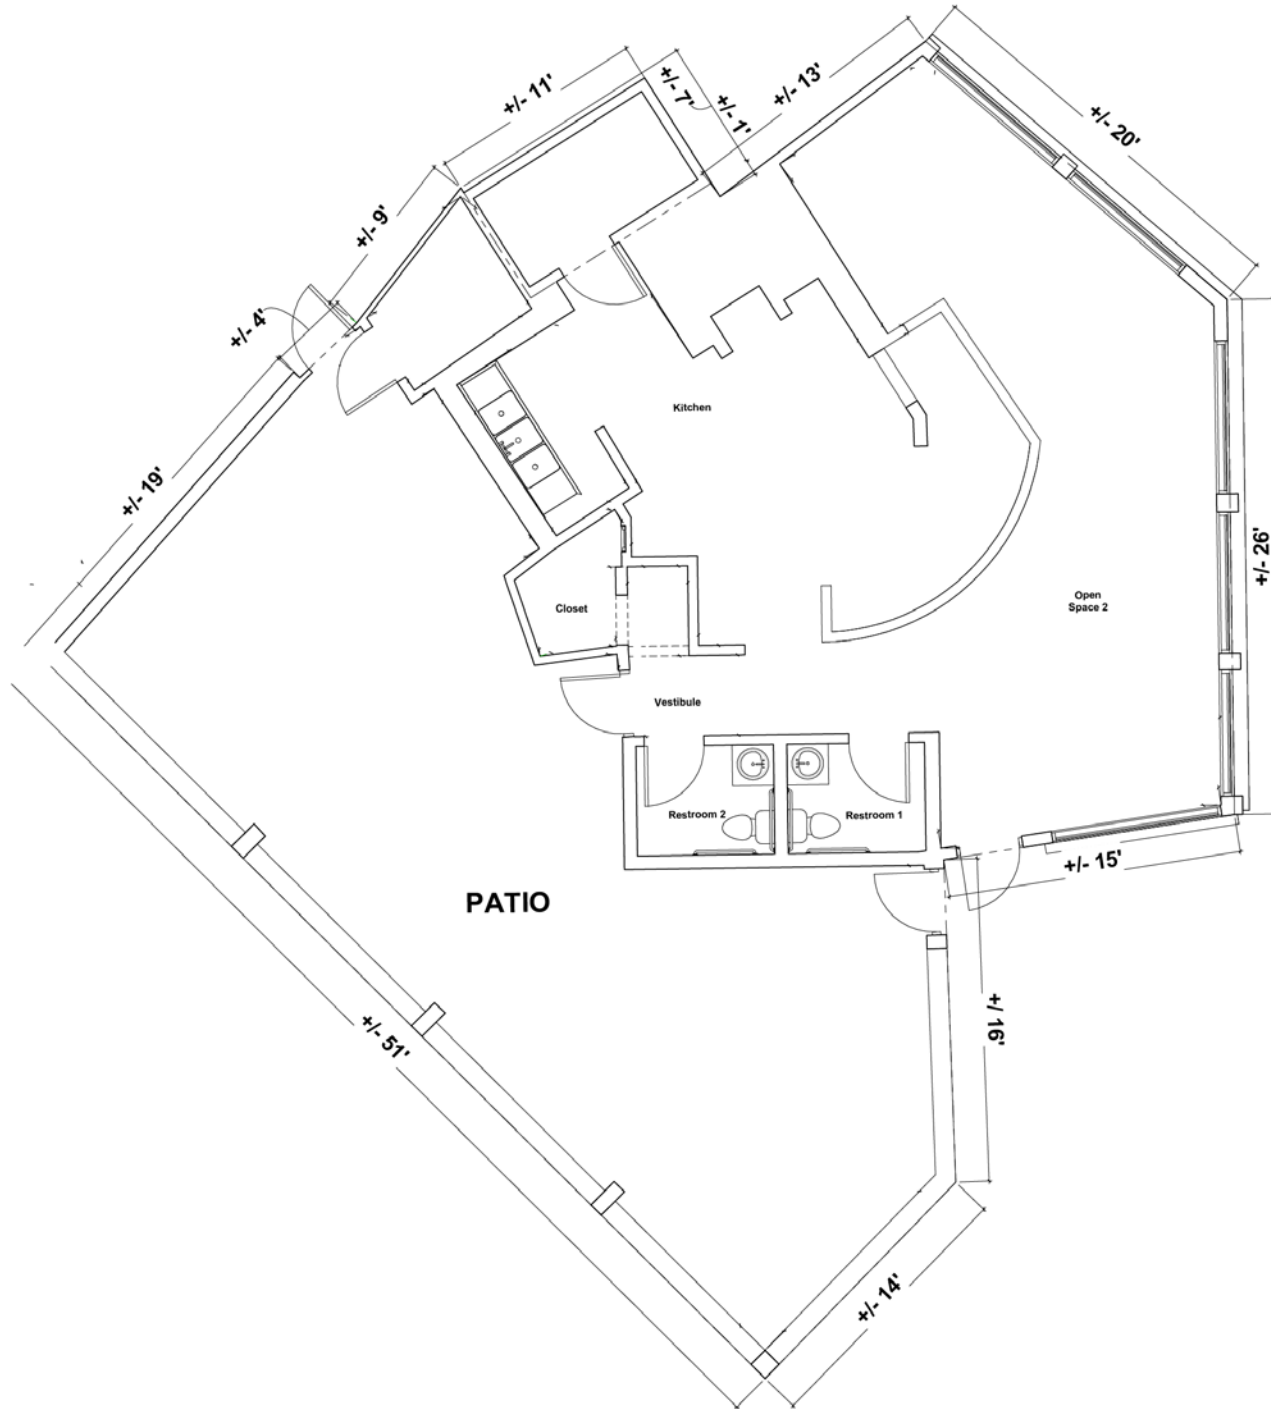 +/- 11'
+/- 7'
+/- 1'
+/- 13'
+/- 20'
+/- 9'
+/- 4'
+/- 19'
Kitchen
+/- 26'
Closet
Open
Space 2
Vestibule
Restroom 2
Restroom 1
+/- 15'
PATIO
+/- 16'
+/- 51'
+/- 14'